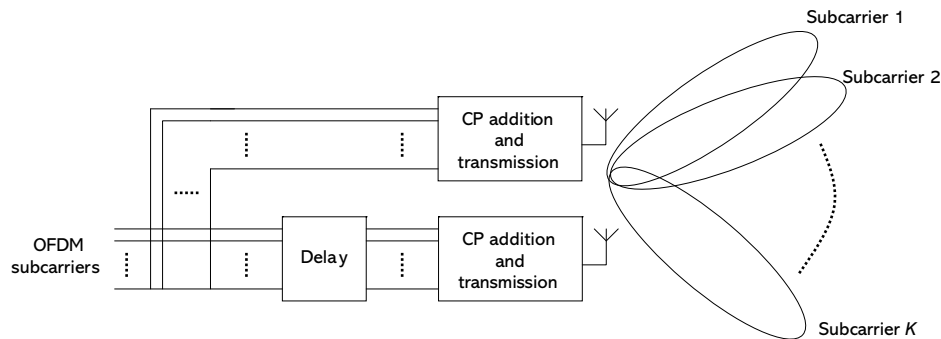 Subcarrier 1
Subcarrier 2
CP addition
and
transmission
OFDM
subcarriers
Delay
CP addition
and
transmission
Subcarrier K